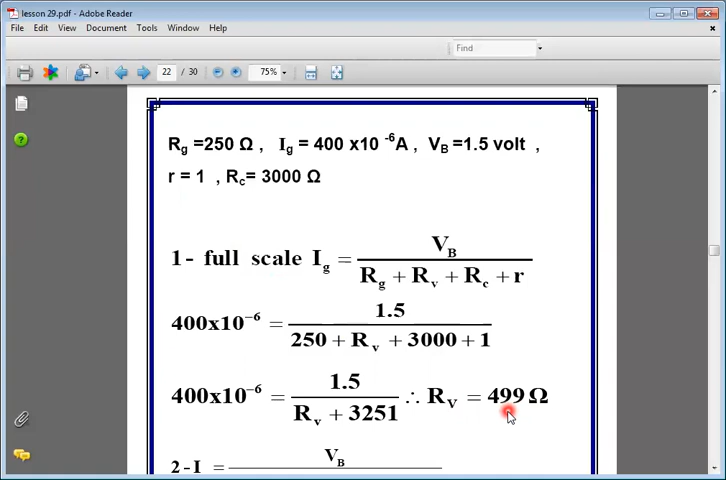 lesson 29.pdf - Adobe Reader
File Edit View Document Tools Window Help
Find
22 / 30 75%
Rg =250 Ω , Ig = 400 x10 -6A , VB =1.5 volt ,
r = 1 , Rc= 3000 Ω
1- full scale Ig = VB / Rg + Rv + Rc + r
400x10−6 = 1.5 / 250 + Rv + 3000 + 1
400x10−6 = 1.5 / Rv + 3251 ∴ RV = 499 Ω
2 - I = VB